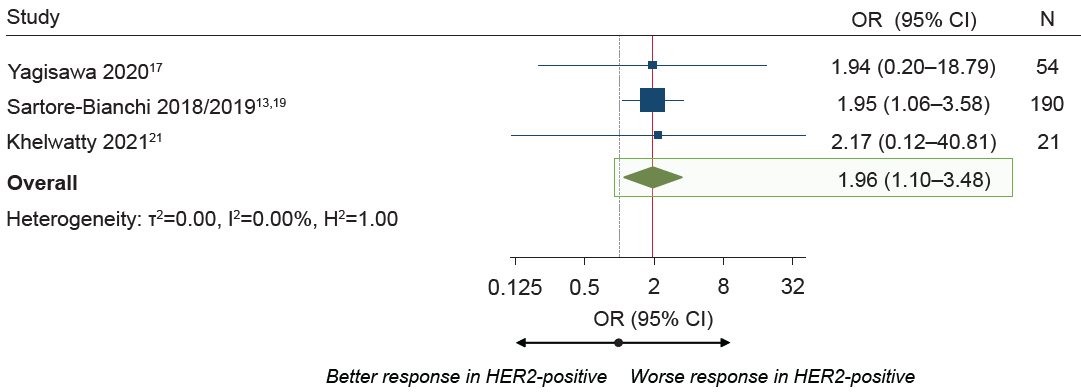 Study OR (95% CI) N
Yagisawa 2020¹⁷ 1.94 (0.20–18.79) 54
Sartore-Bianchi 2018/2019¹³,¹⁹ 1.95 (1.06–3.58) 190
Khelwatty 2021²¹ 2.17 (0.12–40.81) 21
Overall 1.96 (1.10–3.48)
Heterogeneity: τ²=0.00, I²=0.00%, H²=1.00
0.125 0.5 2 8 32
OR (95% CI)
Better response in HER2-positive Worse response in HER2-positive